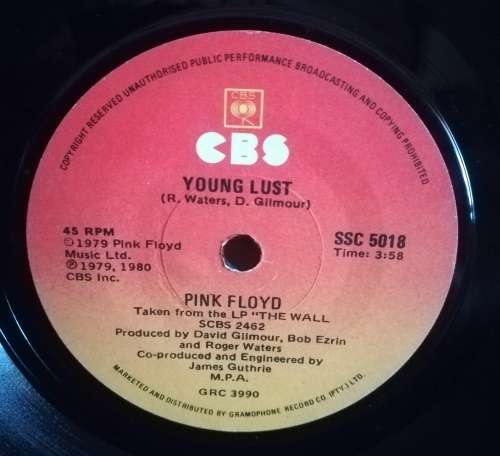 COPYRIGHT RESERVED UNAUTHORISED PUBLIC PERFORMANCE BROADCASTING AND COPYING PROHIBITED
CBS
CBS
YOUNG LUST
(R. Waters, D. Gilmour)
45 RPM
©1979 Pink Floyd
Music Ltd.
℗1979, 1980
CBS Inc.
SSC 5018
Time: 3:58
PINK FLOYD
Taken from the LP "THE WALL
SCBS 2462
Produced by David Gilmour, Bob Ezrin
and Roger Waters
Co-produced and Engineered by
James Guthrie
M.P.A.
GRC 3990
MARKETED AND DISTRIBUTED BY GRAMOPHONE RECORD CO (PTY.) LTD.